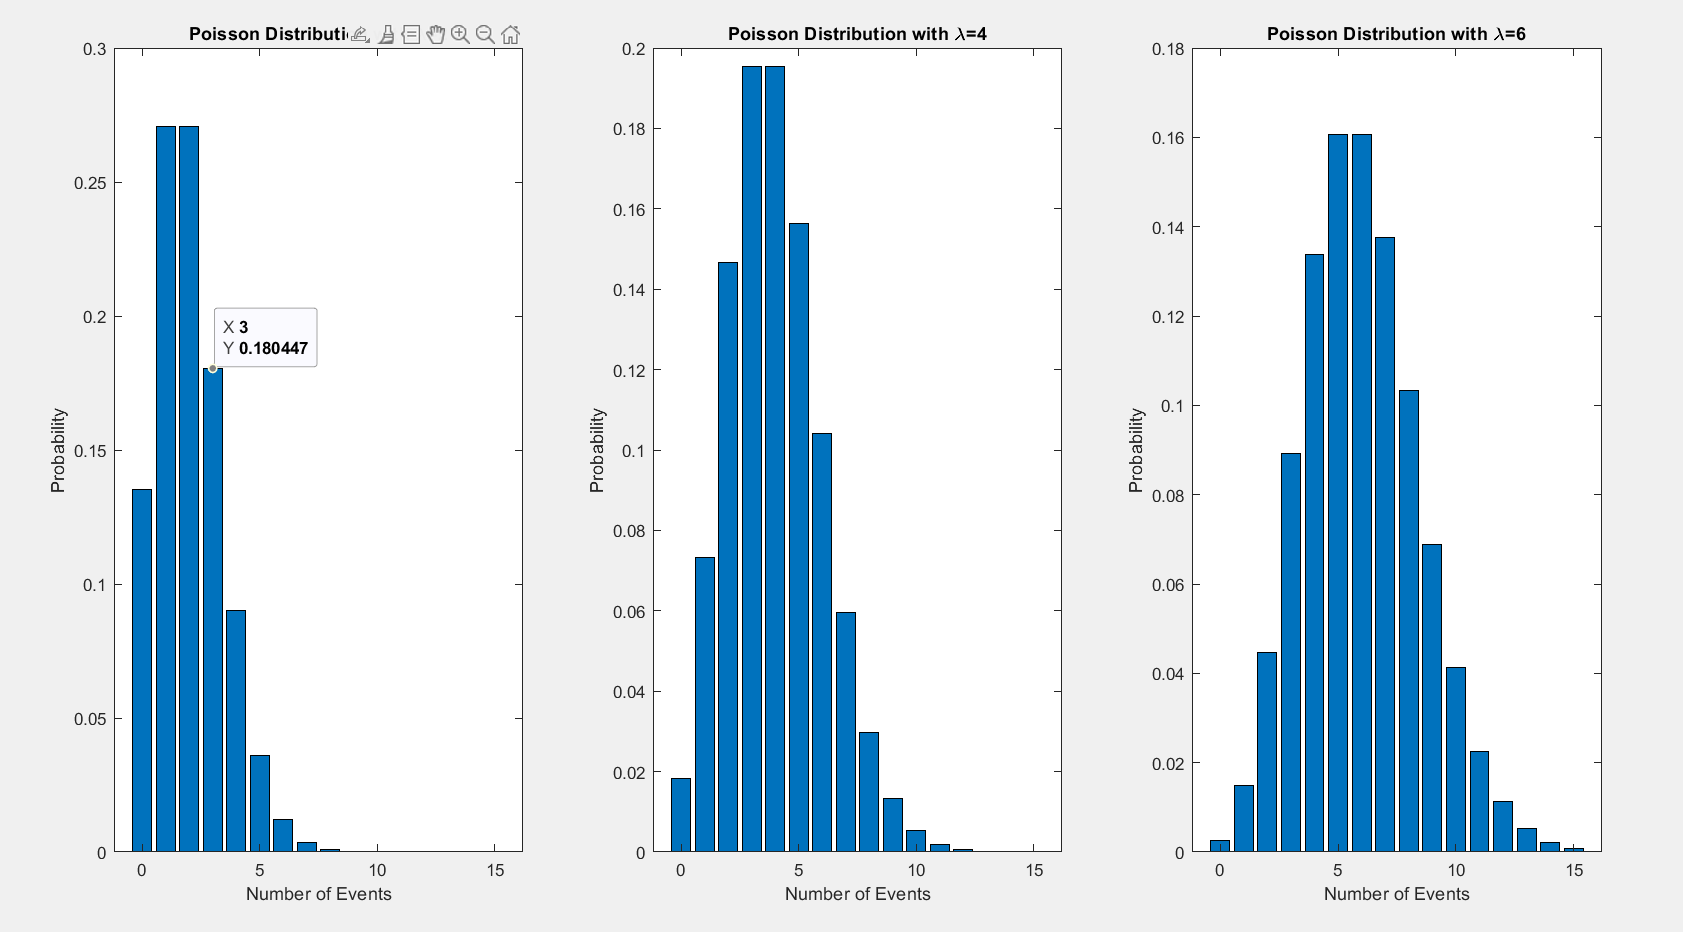 Poisson Distributi
0.3
0.25
0.2
0.15
0.1
0.05
0
Probability
X 3
Y 0.180447
0 5 10 15
Number of Events
Poisson Distribution with λ=4
0.2
0.18
0.16
0.14
0.12
0.1
0.08
0.06
0.04
0.02
0
Probability
0 5 10 15
Number of Events
Poisson Distribution with λ=6
0.18
0.16
0.14
0.12
0.1
0.08
0.06
0.04
0.02
0
Probability
0 5 10 15
Number of Events